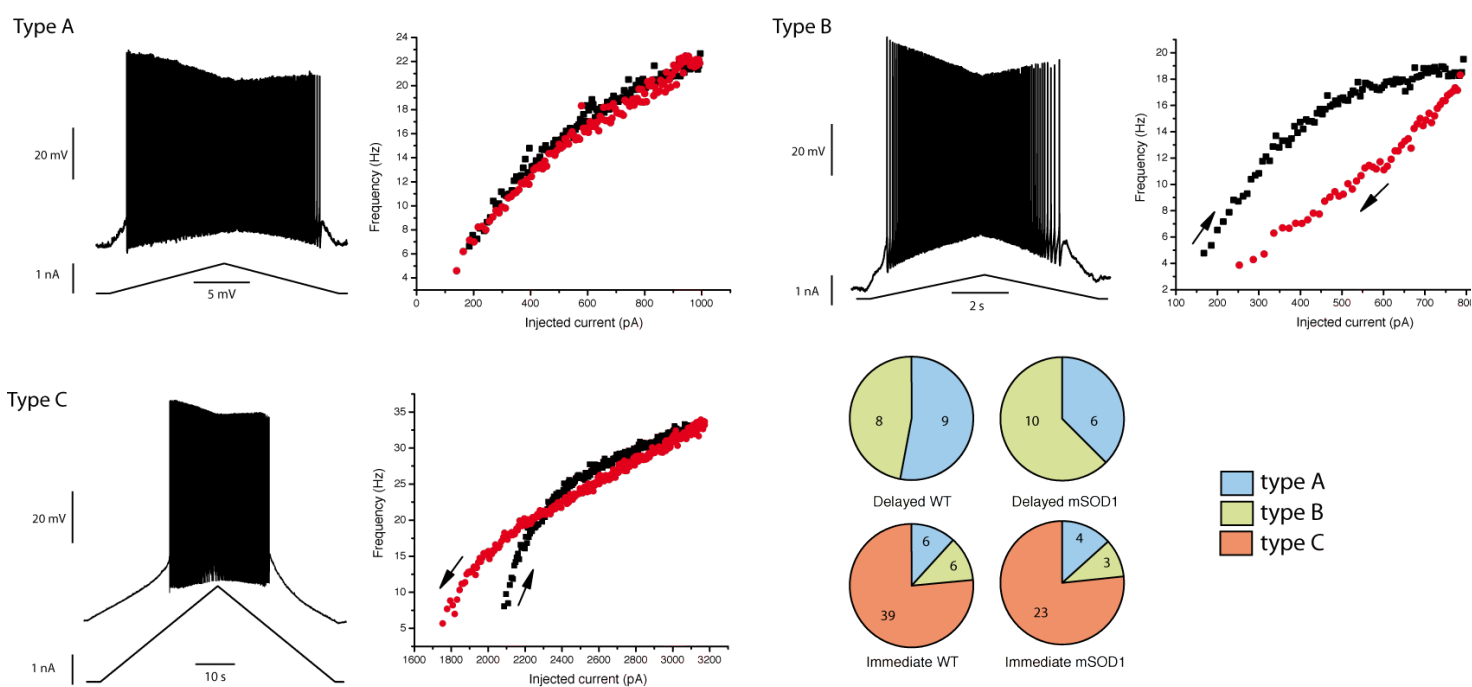 Type A
20 mV
1 nA
5 mV
Frequency (Hz)
24
22
20
18
16
14
12
10
8
6
4
0
200
400
600
800
1000
Injected current (pA)
Type B
20 mV
1 nA
2 s
Frequency (Hz)
20
18
16
14
12
10
8
6
4
2
100
200
300
400
500
600
700
800
Injected current (pA)
Type C
20 mV
1 nA
10 s
Frequency (Hz)
35
30
25
20
15
10
5
1600
1800
2000
2200
2400
2600
2800
3000
3200
Injected current (pA)
8
9
Delayed WT
10
6
Delayed mSOD1
6
6
39
Immediate WT
4
3
23
Immediate mSOD1
type A
type B
type C